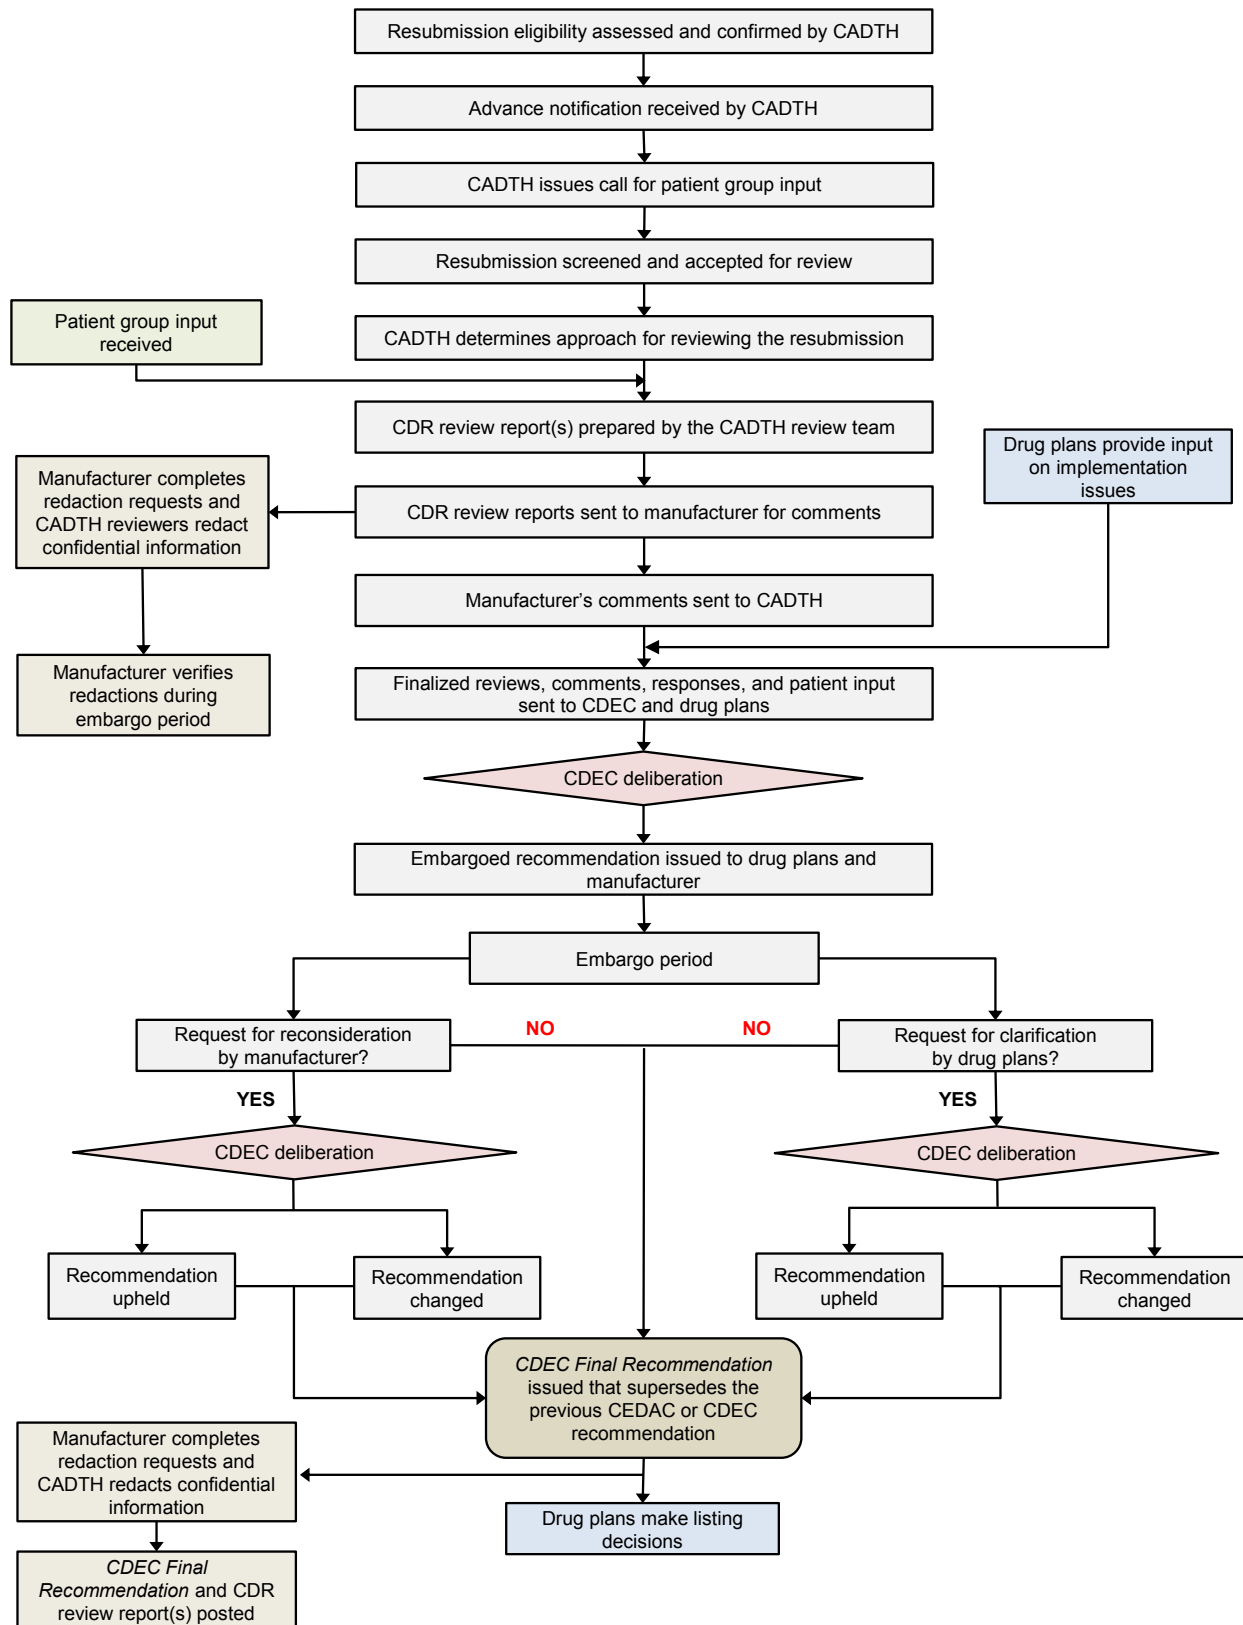 Resubmission eligibility assessed and confirmed by CADTH
Advance notification received by CADTH
CADTH issues call for patient group input
Resubmission screened and accepted for review
Patient group input
received
CADTH determines approach for reviewing the resubmission
CDR review report(s) prepared by the CADTH review team
Drug plans provide input
on implementation
issues
Manufacturer completes
redaction requests and
CADTH reviewers redact
confidential information
CDR review reports sent to manufacturer for comments
Manufacturer’s comments sent to CADTH
Manufacturer verifies
redactions during
embargo period
Finalized reviews, comments, responses, and patient input
sent to CDEC and drug plans
CDEC deliberation
Embargoed recommendation issued to drug plans and
manufacturer
Embargo period
Request for reconsideration
by manufacturer?
NO
NO
Request for clarification
by drug plans?
YES
YES
CDEC deliberation
CDEC deliberation
Recommendation
upheld
Recommendation
changed
Recommendation
upheld
Recommendation
changed
CDEC Final Recommendation
issued that supersedes the
previous CEDAC or CDEC
recommendation
Manufacturer completes
redaction requests and
CADTH redacts confidential
information
Drug plans make listing
decisions
CDEC Final
Recommendation and CDR
review report(s) posted